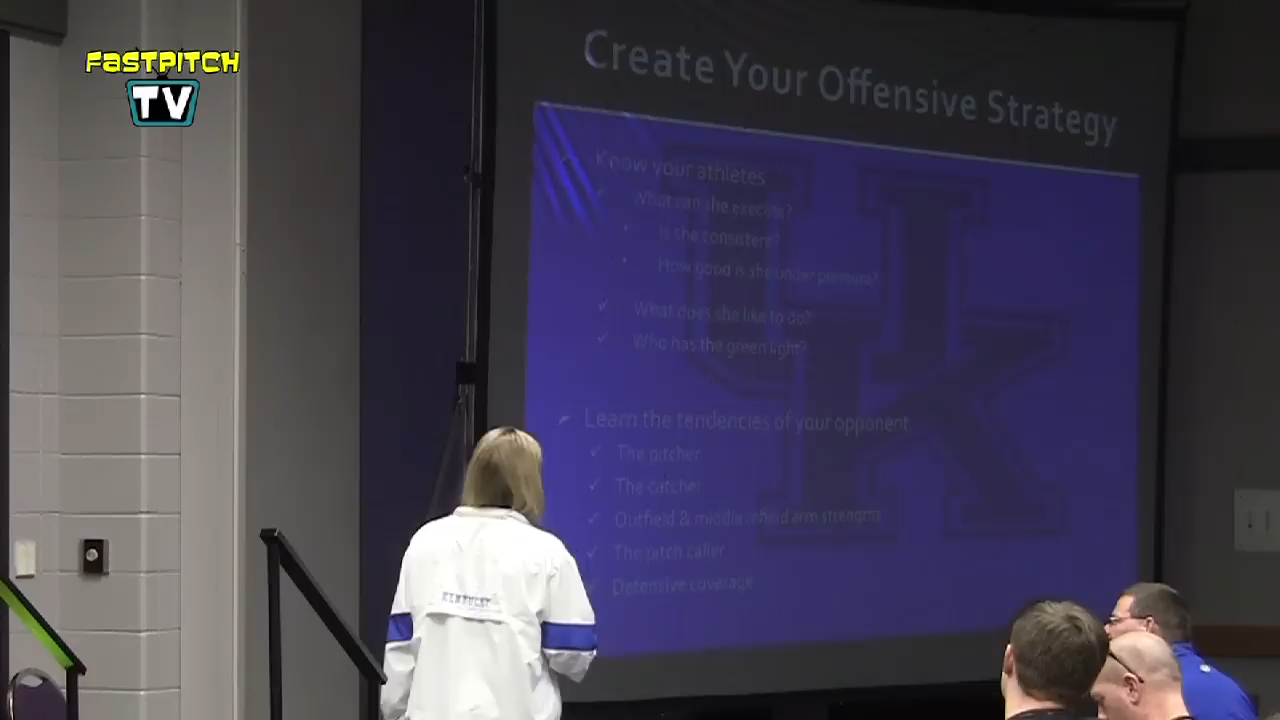 FASTPITCH
TV
Create Your Offensive Strategy
Know your athletes
What can she execute?
Is she consistent?
How good is she under pressure?
What does she like to do?
Who has the green light?
Learn the tendencies of your opponent
The pitcher
The catcher
Outfield & middle infield arm strengths
The pitch caller
Defensive coverage
UK
KENTUCKY